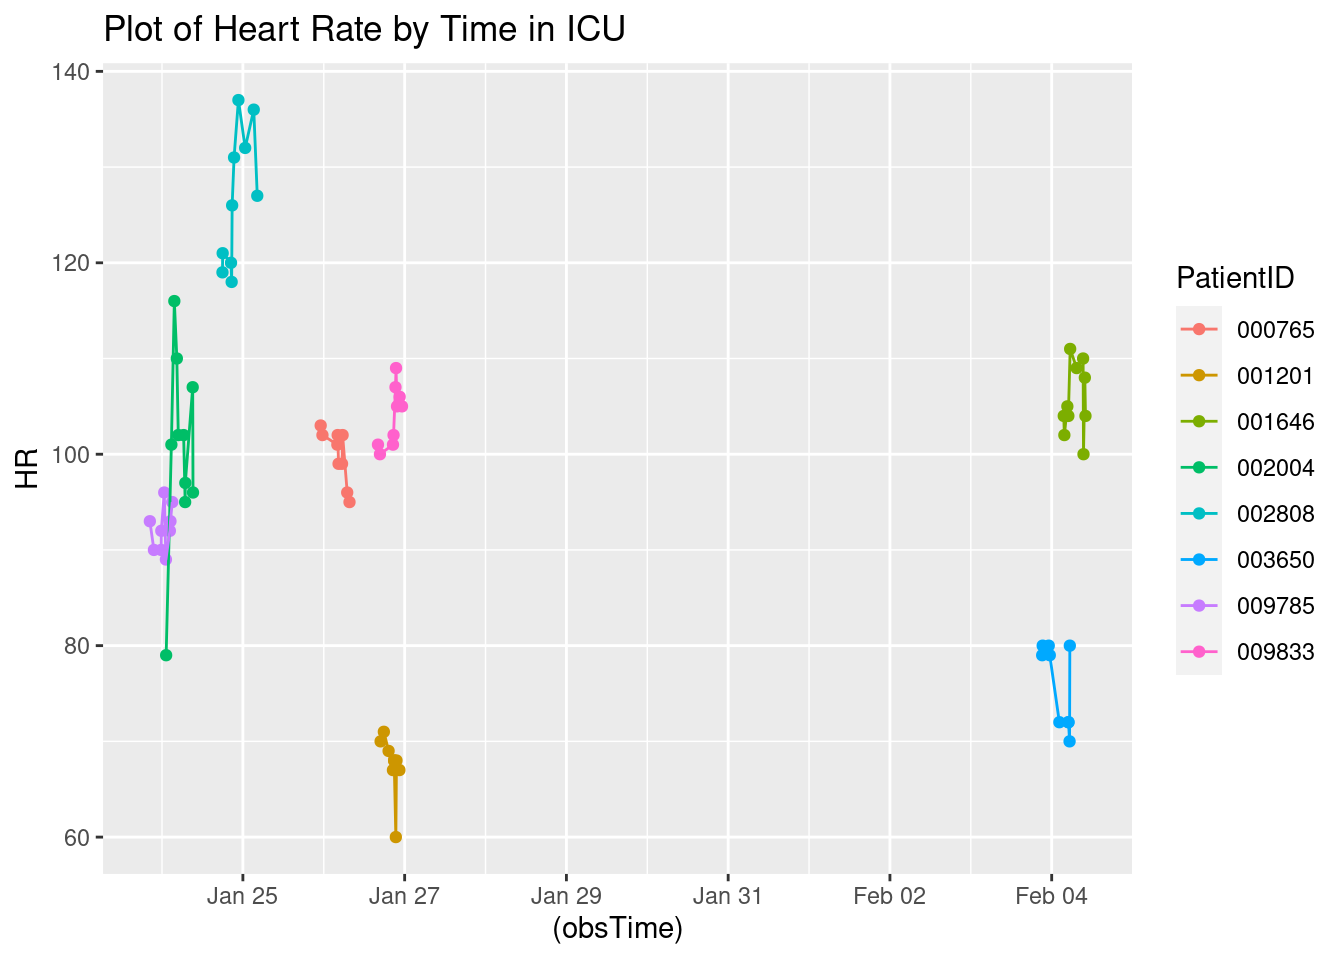 Plot of Heart Rate by Time in ICU
HR
140
120
100
80
60
Jan 25 Jan 27 Jan 29 Jan 31 Feb 02 Feb 04
(obsTime)
PatientID
000765
001201
001646
002004
002808
003650
009785
009833